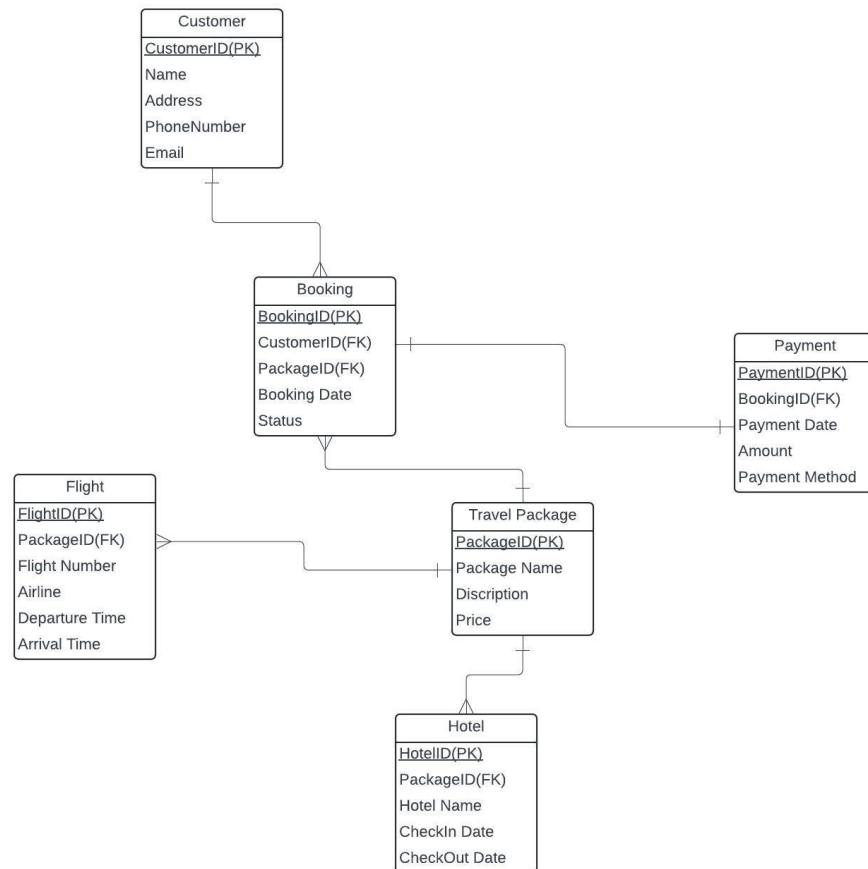 Customer
CustomerID(PK)
Name
Address
PhoneNumber
Email
Booking
BookingID(PK)
CustomerID(FK)
PackageID(FK)
Booking Date
Status
Payment
PaymentID(PK)
BookingID(FK)
Payment Date
Amount
Payment Method
Flight
FlightID(PK)
PackageID(FK)
Flight Number
Airline
Departure Time
Arrival Time
Travel Package
PackageID(PK)
Package Name
Discription
Price
Hotel
HotelID(PK)
PackageID(FK)
Hotel Name
CheckIn Date
CheckOut Date